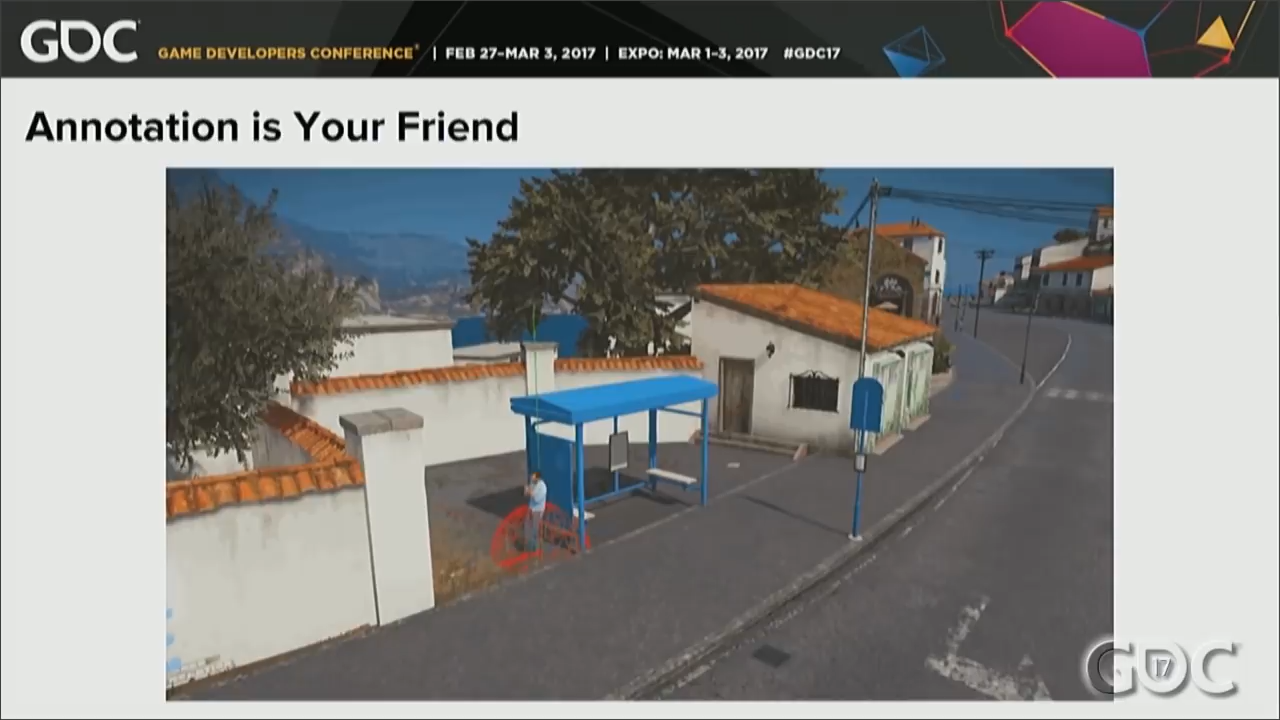 GDC GAME DEVELOPERS CONFERENCE® | FEB 27-MAR 3, 2017 | EXPO: MAR 1-3, 2017 #GDC17
Annotation is Your Friend
GDC 17